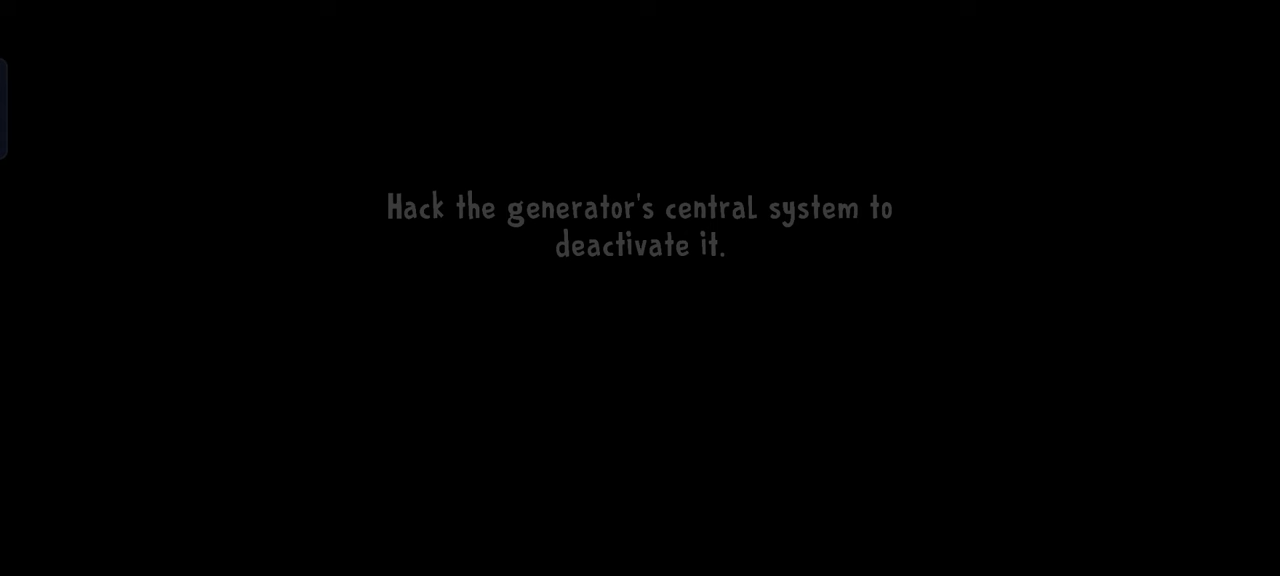 Hack the generator's central system to
deactivate it.